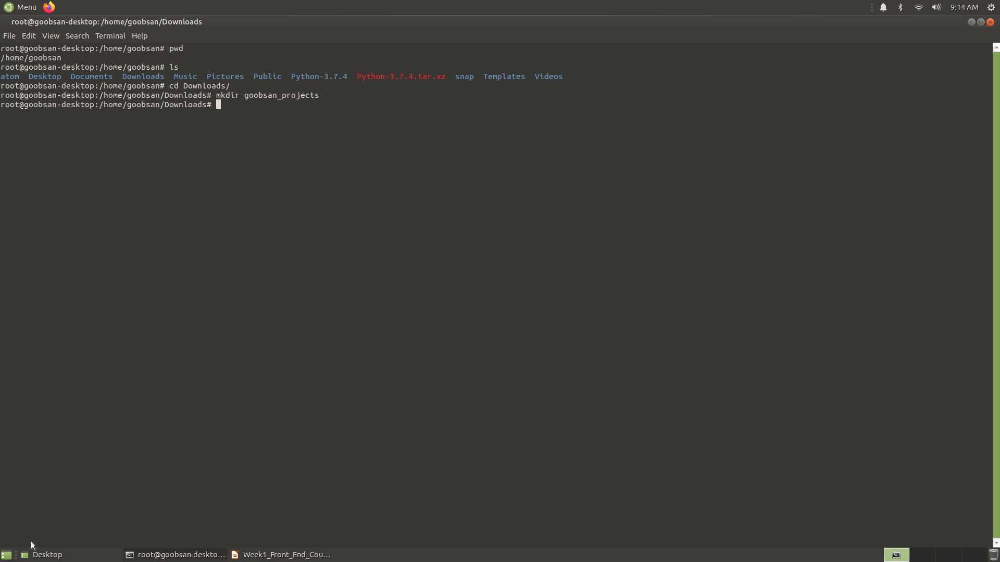 Menu
9:14 AM
root@goobsan-desktop: /home/goobsan/Downloads
File Edit View Search Terminal Help
root@goobsan-desktop:/home/goobsan# pwd
/home/goobsan
root@goobsan-desktop:/home/goobsan# ls
atom Desktop Documents Downloads Music Pictures Public Python-3.7.4 Python-3.7.4.tar.xz snap Templates Videos
root@goobsan-desktop:/home/goobsan# cd Downloads/
root@goobsan-desktop:/home/goobsan/Downloads# mkdir goobsan_projects
root@goobsan-desktop:/home/goobsan/Downloads#
Desktop root@goobsan-deskto... Week1_Front_End_Cou...